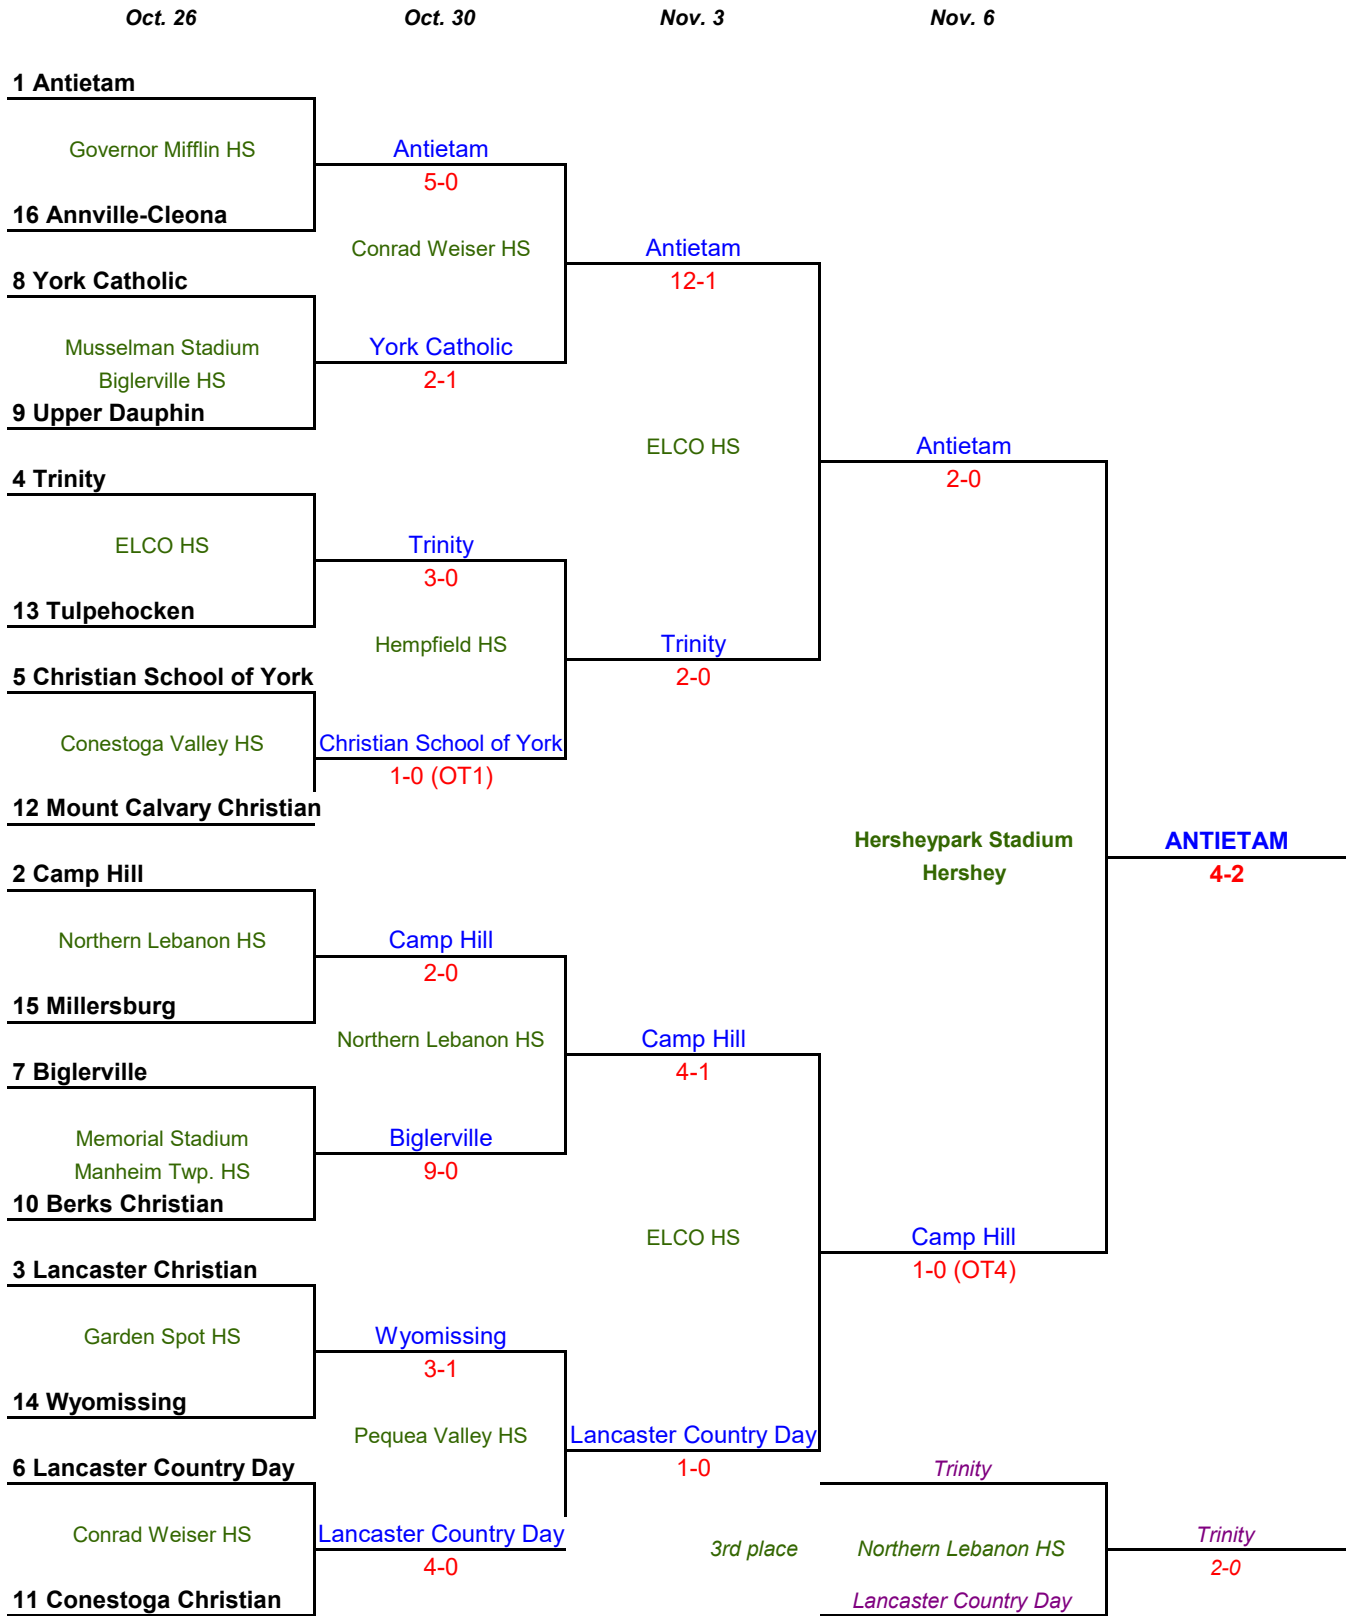 Oct. 26 Oct. 30 Nov. 3 Nov. 6
1 Antietam
Governor Mifflin HS Antietam
5-0
16 Annville-Cleona
Conrad Weiser HS Antietam
8 York Catholic 12-1
Musselman Stadium York Catholic
Biglerville HS 2-1
9 Upper Dauphin
ELCO HS Antietam
4 Trinity 2-0
ELCO HS Trinity
3-0
13 Tulpehocken
Hempfield HS Trinity
5 Christian School of York 2-0
Conestoga Valley HS Christian School of York
1-0 (OT1)
12 Mount Calvary Christian
Hersheypark Stadium ANTIETAM
2 Camp Hill Hershey 4-2
Northern Lebanon HS Camp Hill
2-0
15 Millersburg
Northern Lebanon HS Camp Hill
7 Biglerville 4-1
Memorial Stadium Biglerville
Manheim Twp. HS 9-0
10 Berks Christian
ELCO HS Camp Hill
3 Lancaster Christian 1-0 (OT4)
Garden Spot HS Wyomissing
3-1
14 Wyomissing
Pequea Valley HS Lancaster Country Day
6 Lancaster Country Day 1-0 Trinity
Conrad Weiser HS Lancaster Country Day 3rd place Northern Lebanon HS Trinity
4-0 2-0
11 Conestoga Christian Lancaster Country Day